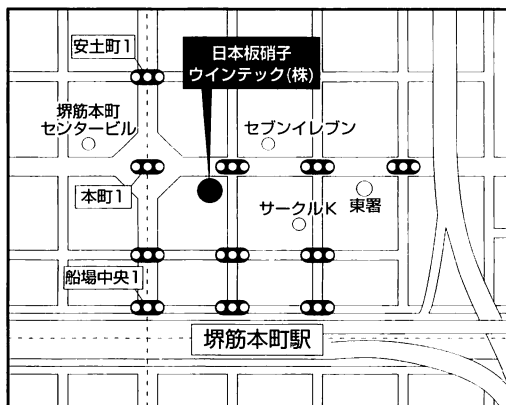 安土町1
日本板硝子
ウインテック(株)
堺筋本町
センタービル
セブンイレブン
本町1
サークルK
東署
船場中央1
堺筋本町駅